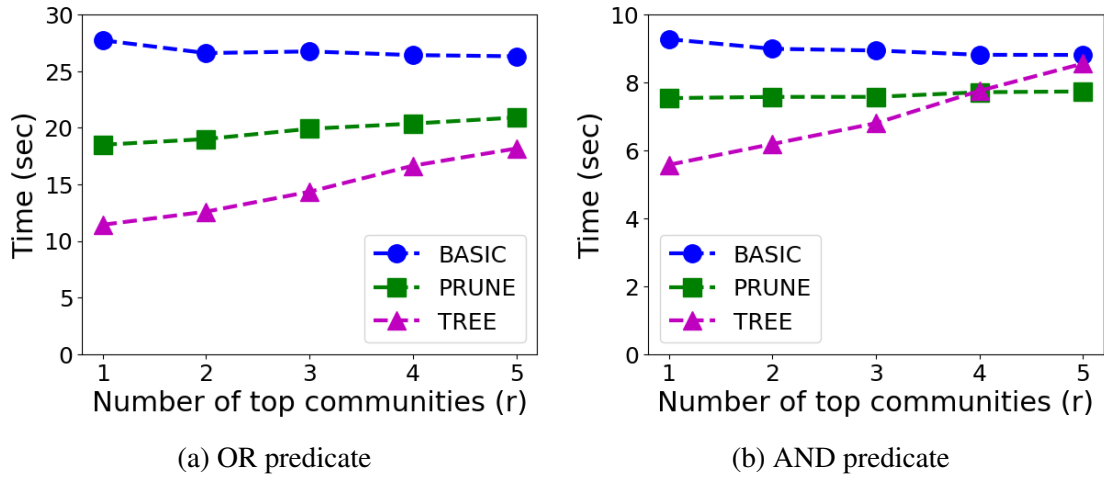 30
25
20
15
10
5
0
Time (sec)
BASIC
PRUNE
TREE
1 2 3 4 5
Number of top communities (r)
(a) OR predicate
10
8
6
4
2
0
Time (sec)
BASIC
PRUNE
TREE
1 2 3 4 5
Number of top communities (r)
(b) AND predicate